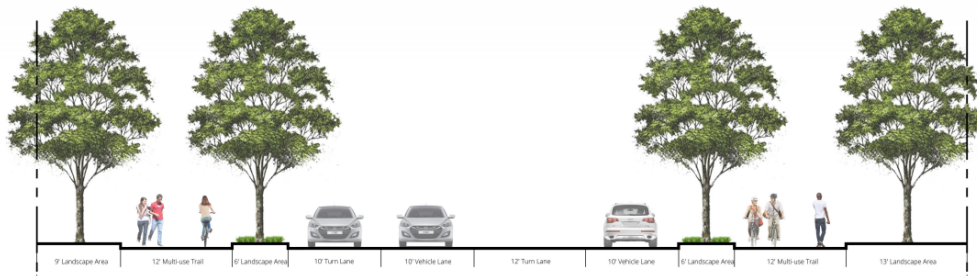 9' Landscape Area
12' Multi-use Trail
6' Landscape Area
10' Turn Lane
10' Vehicle Lane
12' Turn Lane
10' Vehicle Lane
6' Landscape Area
12' Multi-use Trail
13' Landscape Area